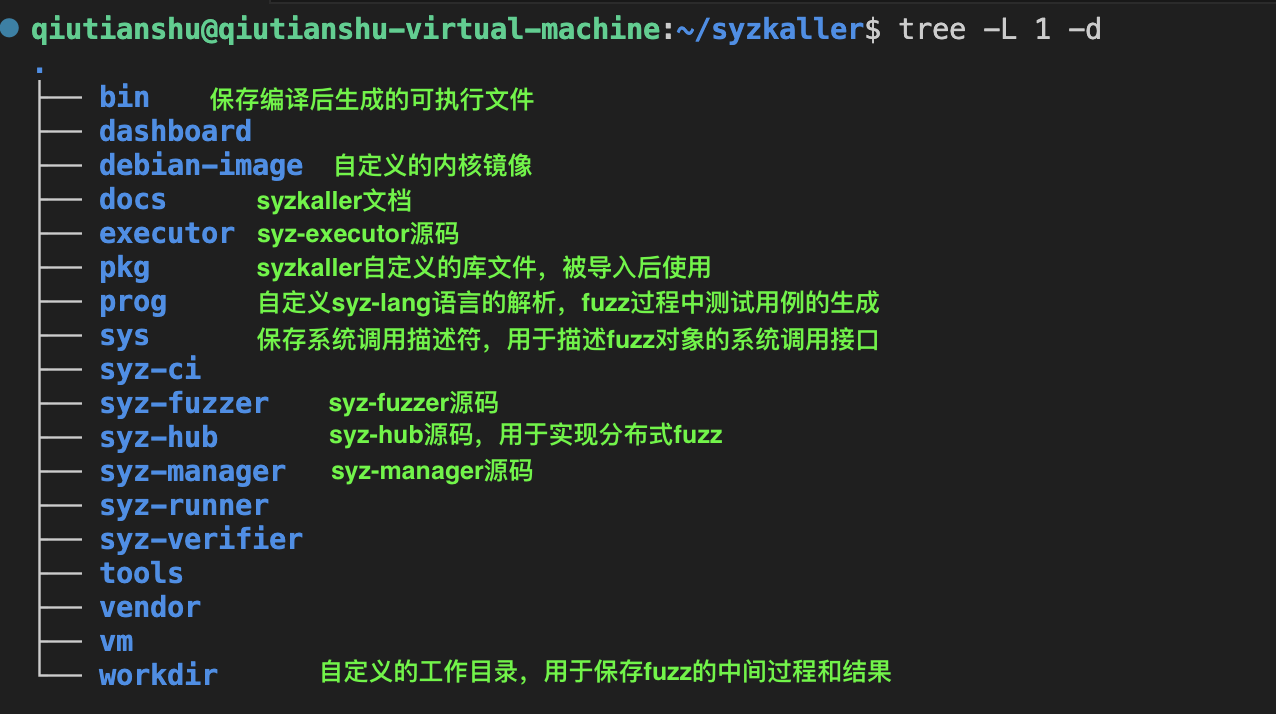 qiutianshu@qiutianshu-virtual-machine:~/syzkaller$ tree -L 1 -d
.
├── bin 保存编译后生成的可执行文件
├── dashboard
├── debian-image 自定义的内核镜像
├── docs syzkaller文档
├── executor syz-executor源码
├── pkg syzkaller自定义的库文件，被导入后使用
├── prog 自定义syz-lang语言的解析，fuzz过程中测试用例的生成
├── sys 保存系统调用描述符，用于描述fuzz对象的系统调用接口
├── syz-ci
├── syz-fuzzer syz-fuzzer源码
├── syz-hub syz-hub源码，用于实现分布式fuzz
├── syz-manager syz-manager源码
├── syz-runner
├── syz-verifier
├── tools
├── vendor
├── vm
└── workdir 自定义的工作目录，用于保存fuzz的中间过程和结果